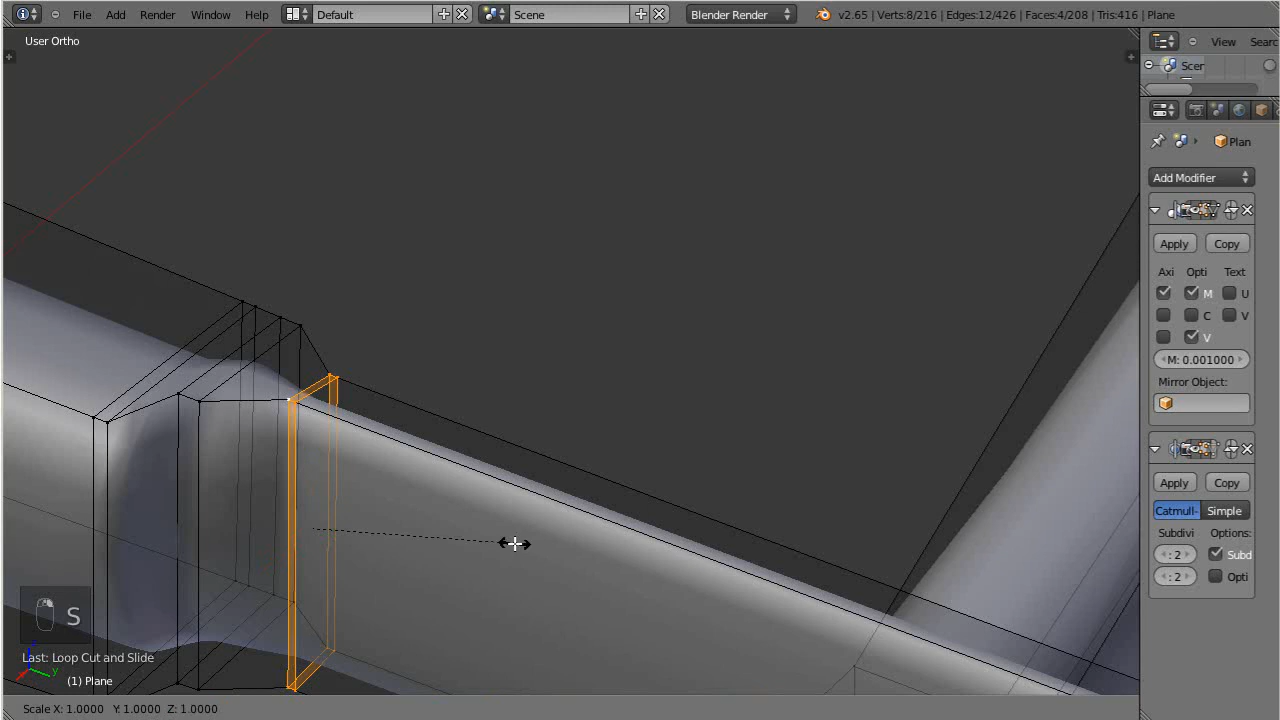 File Add Render Window Help Default Scene Blender Render v2.65 | Verts:8/216 | Edges:12/426 | Faces:4/208 | Tris:416 | Plane
User Ortho
View Searc
Scer
Plan
Add Modifier
Apply Copy
Axi Opti Text
M U
C V
V
M: 0.001000
Mirror Object:
Apply Copy
Catmull- Simple
Subdivi Options:
: 2 Subd
: 2 Opti
S
Last: Loop Cut and Slide
z
y
(1) Plane
Scale X: 1.0000 Y: 1.0000 Z: 1.0000